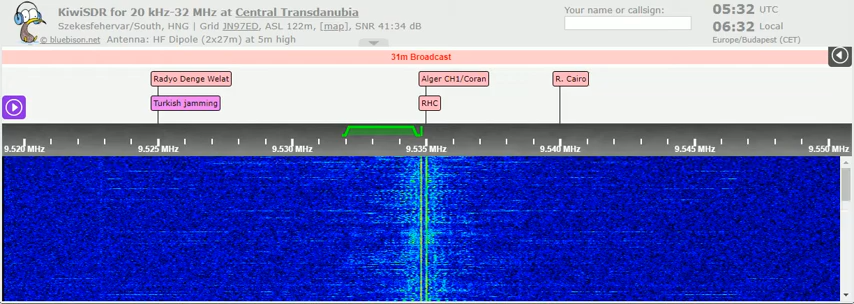 KiwiSDR for 20 kHz-32 MHz at Central Transdanubia
Szekesfehervar/South, HNG | Grid JN97ED, ASL 122m, [map], SNR 41:34 dB
© bluebison.net Antenna: HF Dipole (2x27m) at 5m high
Your name or callsign:
05:32 UTC
06:32 Local
Europe/Budapest (CET)
31m Broadcast
Radyo Denge Welat
Alger CH1/Coran
R. Cairo
Turkish jamming
RHC
9.520 MHz 9.525 MHz 9.530 MHz 9.535 MHz 9.540 MHz 9.545 MHz 9.550 MHz